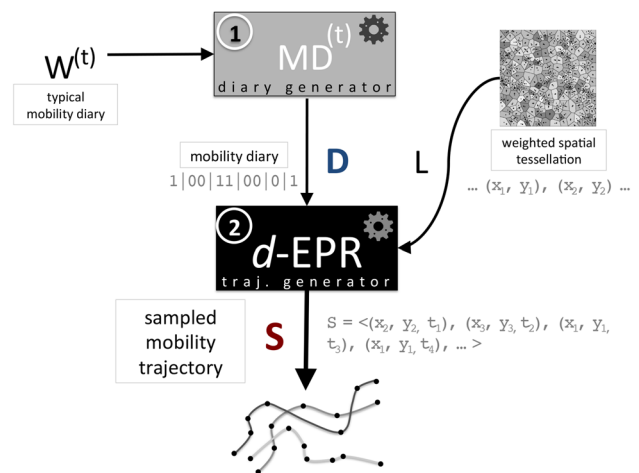 1
MD(t)
diary generator
W(t)
typical
mobility diary
mobility diary
1|00|11|00|0|1
D
L
weighted spatial
tessellation
… (x1, y1), (x2, y2) …
2
d-EPR
traj. generator
sampled
mobility
trajectory
S
S = <(x2, y2, t1), (x3, y3, t2), (x1, y1,
t3), (x1, y1, t4), … >